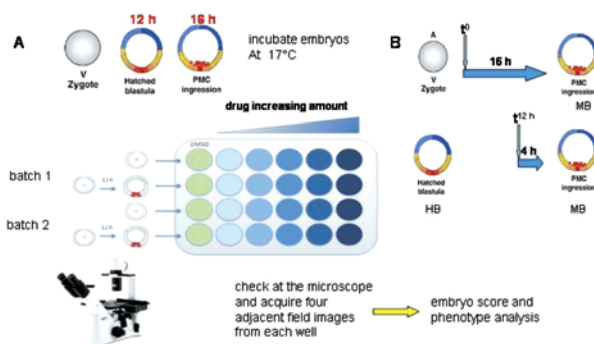 A
12 h
16 h
V
Zygote
Hatched
blastula
PMC
ingression
incubate embryos
At 17°C
B
A
V
Zygote
t⁰
16 h
PMC
ingression
MB
Hatched
blastula
HB
t¹² ʰ
4 h
PMC
ingression
MB
drug increasing amount
DMSO
batch 1
12 h
batch 2
12 h
check at the microscope
and acquire four
adjacent field images
from each well
embryo score and
phenotype analysis